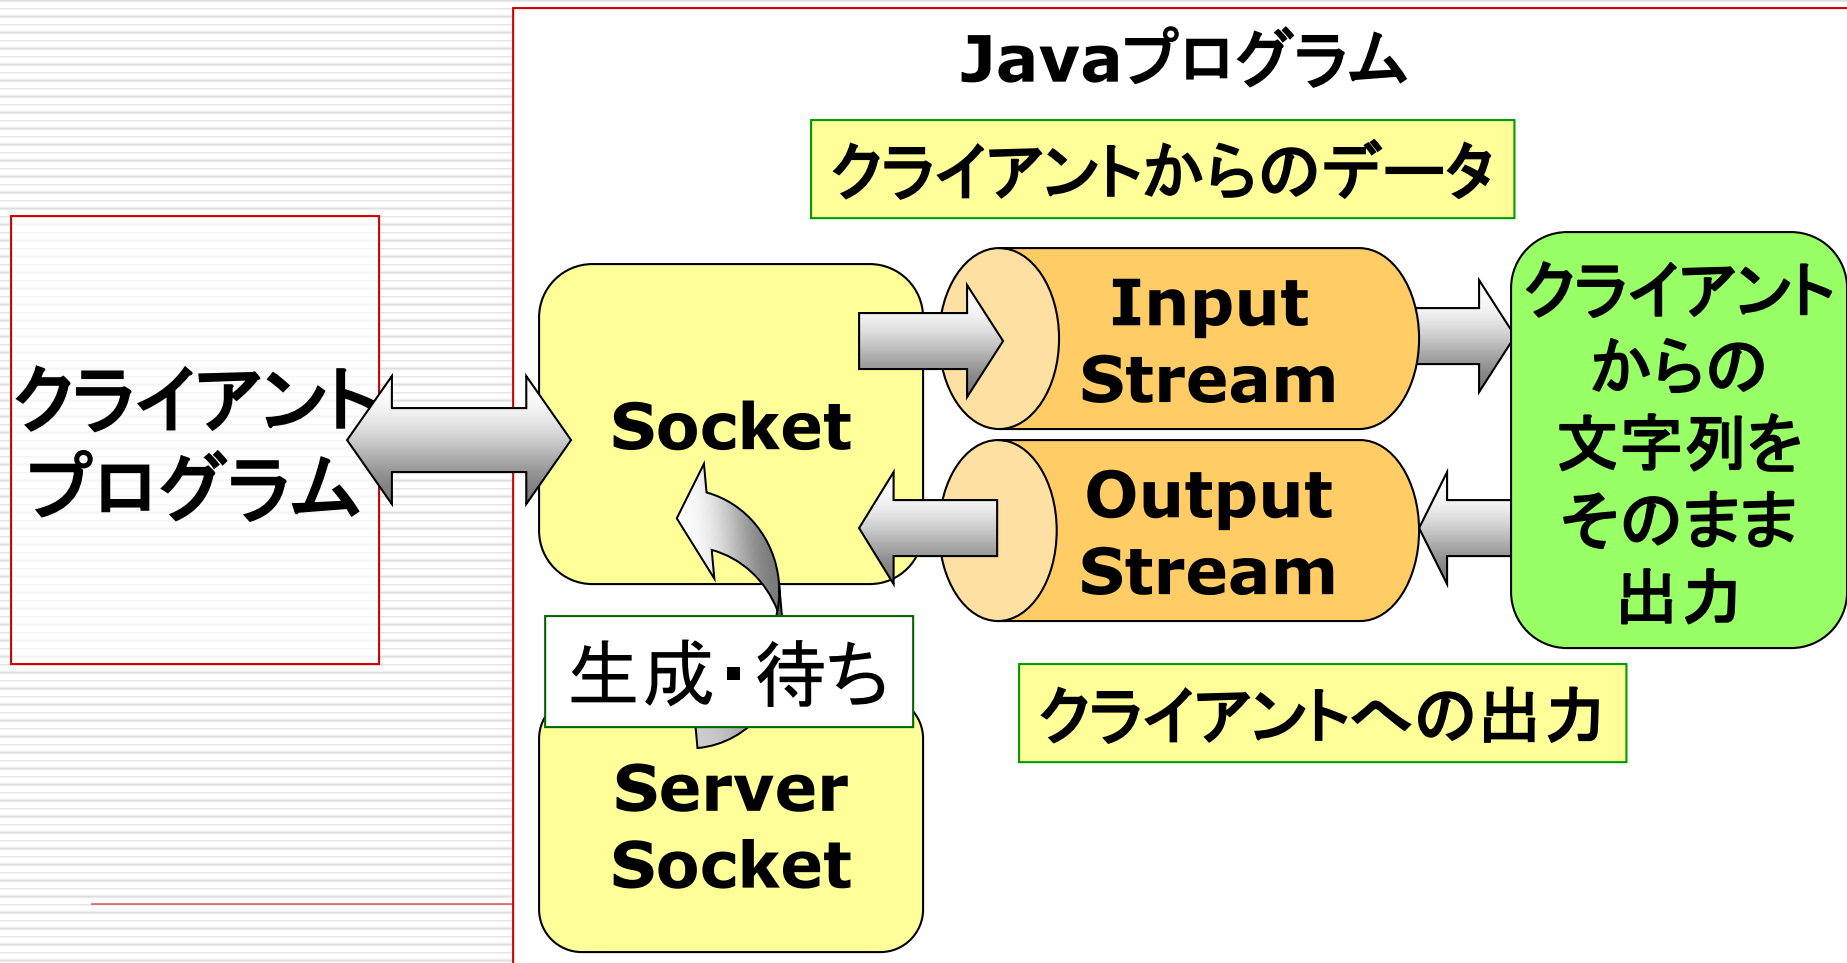 Javaプログラム
クライアントからのデータ
クライアント
プログラム
Socket
Input
Stream
Output
Stream
クライアント
からの
文字列を
そのまま
出力
生成・待ち
クライアントへの出力
Server
Socket